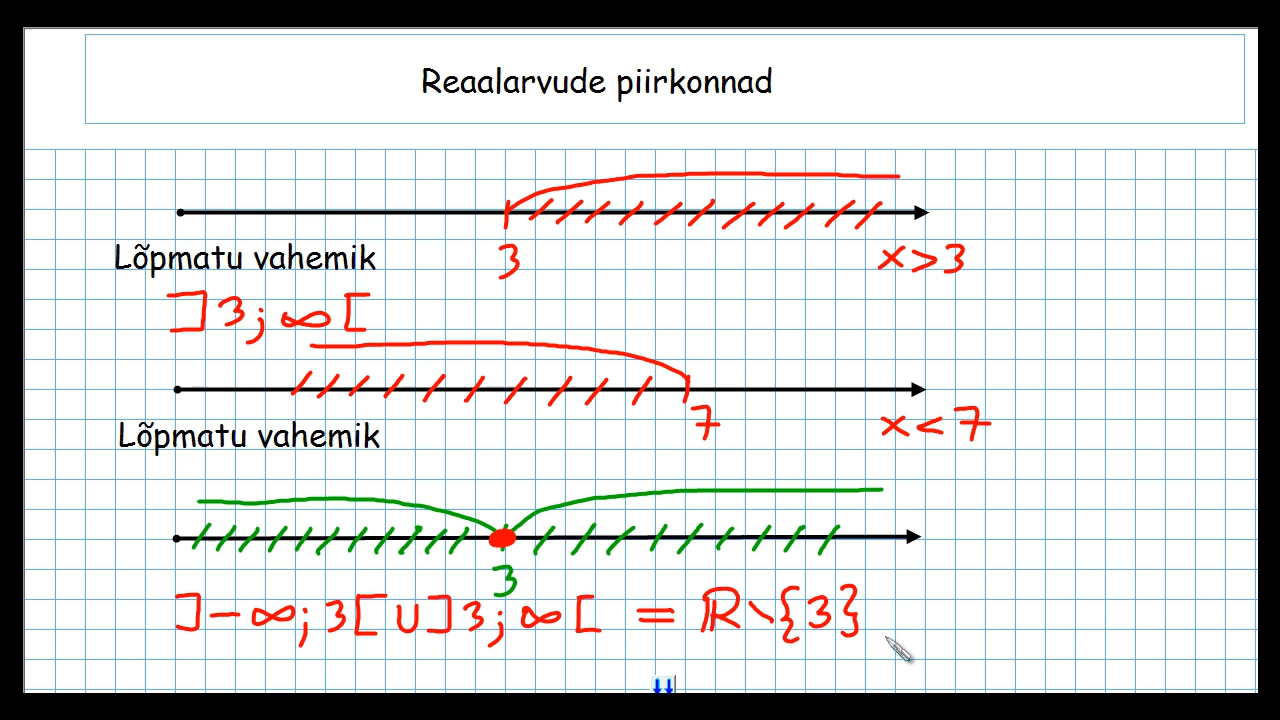 Reaalarvude piirkonnad
3
Lõpmatu vahemik
x>3
]3;∞[
7
Lõpmatu vahemik
x<7
3
]-∞;3[∪]3;∞[ = ℝ\{3}